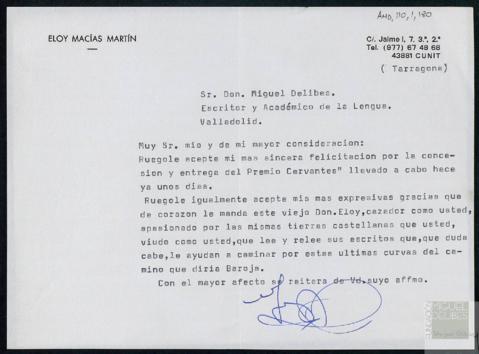 AMD, 110, 1, 180
ELOY MACÍAS MARTÍN
C/. Jaime I, 7. 3.º, 2.ª
Tel. (977) 67 48 68
43881 CUNIT
( Tarragona)
Sr. Don. Miguel Delibes.
Escritor y Académico de la Lengua.
Valladolid.
Muy Sr. mio y de mi mayor consideracion:
Ruegole acepte mi mas sincera felicitacion por la conce-
sion y entrega del Premio Cervantes" llevado a cabo hece
ya unos dias.
Ruegole igualmente acepte mis mas expresivas gracias que
de corazon le manda este viejo Don.Eloy,cazador como usted,
apasionado por las mismas tierras castellanas que usted,
viudo como usted,que lee y relee sus escritos que,que duda
cabe,le ayudan a caminar por estas ultimas curvas del ca-
mino que diria Baroja.
Con el mayor afecto se reitera de Vd.suyo affmo.
FUNDACIÓN
MIGUEL
DELIBES